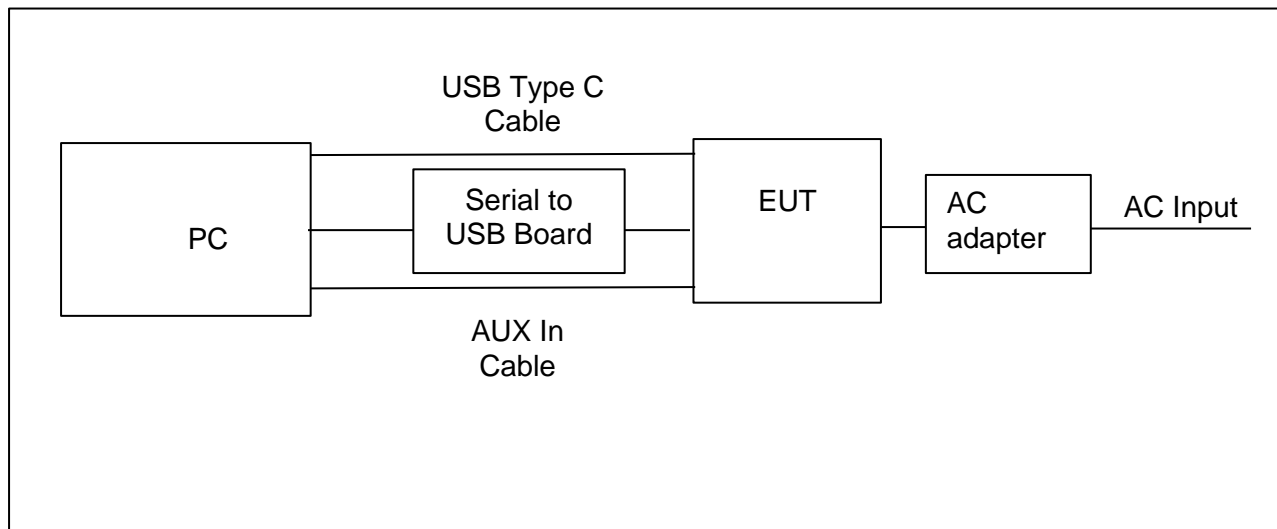 USB Type C
Cable
PC
Serial to
USB Board
EUT
AC
adapter
AC Input
AUX In
Cable